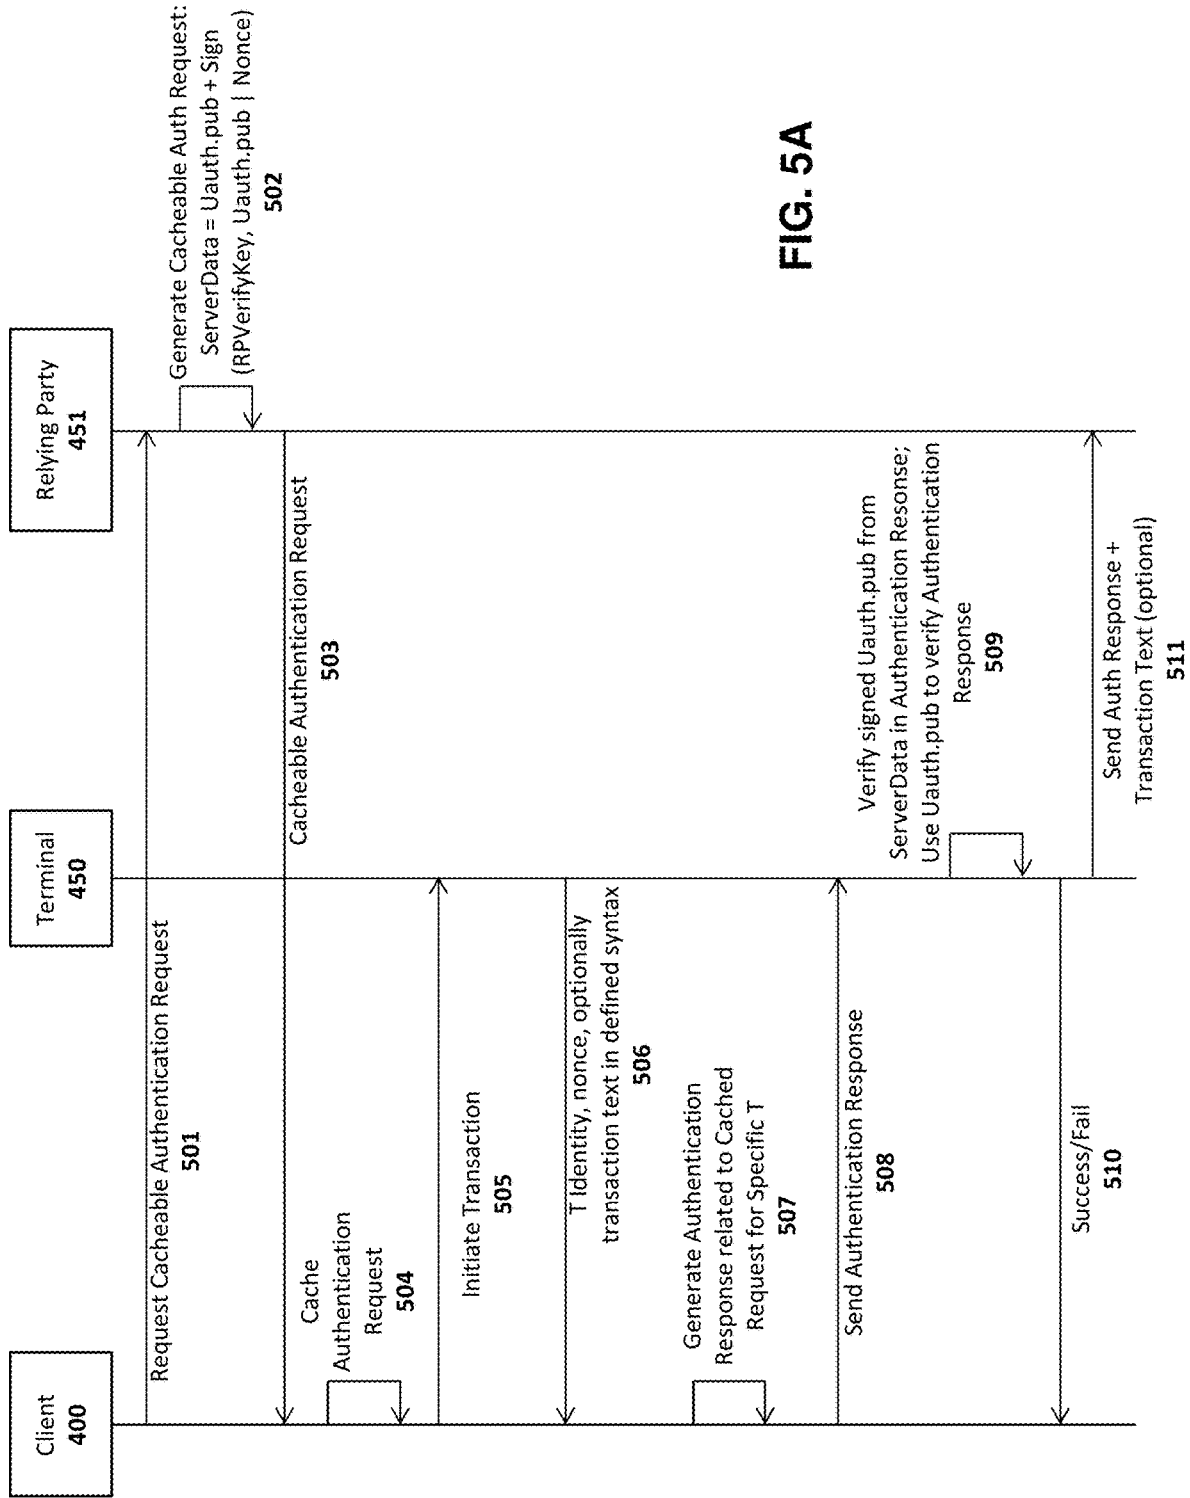 Client
400
Terminal
450
Relying Party
451
Request Cacheable Authentication Request
501
Generate Cacheable Auth Request:
ServerData = Uauth.pub + Sign
(RPVerifyKey, Uauth.pub | Nonce)
502
Cacheable Authentication Request
503
Cache
Authentication
Request
504
Initiate Transaction
505
T Identity, nonce, optionally
transaction text in defined syntax
506
Generate Authentication
Response related to Cached
Request for Specific T
507
Send Authentication Response
508
Verify signed Uauth.pub from
ServerData in Authentication Resonse;
Use Uauth.pub to verify Authentication
Response
509
Success/Fail
510
Send Auth Response +
Transaction Text (optional)
511
FIG. 5A